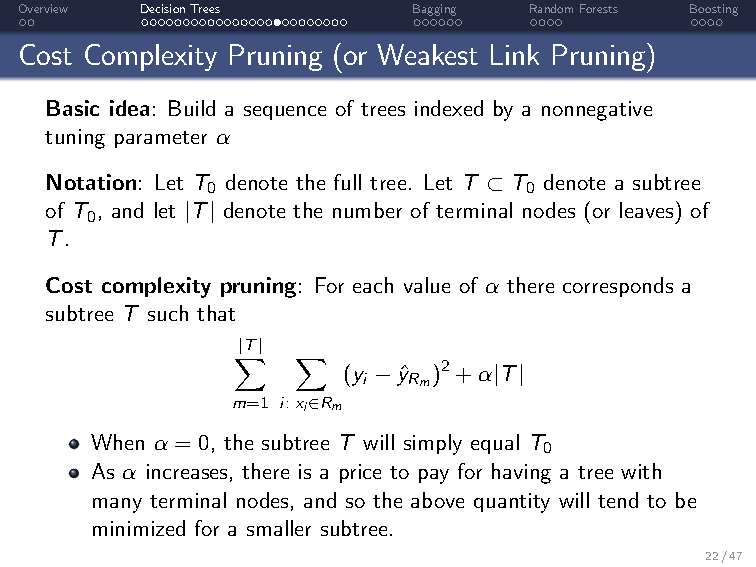 Overview Decision Trees Bagging Random Forests Boosting
Cost Complexity Pruning (or Weakest Link Pruning)
Basic idea: Build a sequence of trees indexed by a nonnegative
tuning parameter α
Notation: Let T₀ denote the full tree. Let T ⊂ T₀ denote a subtree
of T₀, and let |T| denote the number of terminal nodes (or leaves) of
T.
Cost complexity pruning: For each value of α there corresponds a
subtree T such that
|T|
∑ ∑ (yᵢ − ŷ_{R_m})² + α|T|
m=1 i: xᵢ∈R_m
When α = 0, the subtree T will simply equal T₀
As α increases, there is a price to pay for having a tree with
many terminal nodes, and so the above quantity will tend to be
minimized for a smaller subtree.
22 / 47